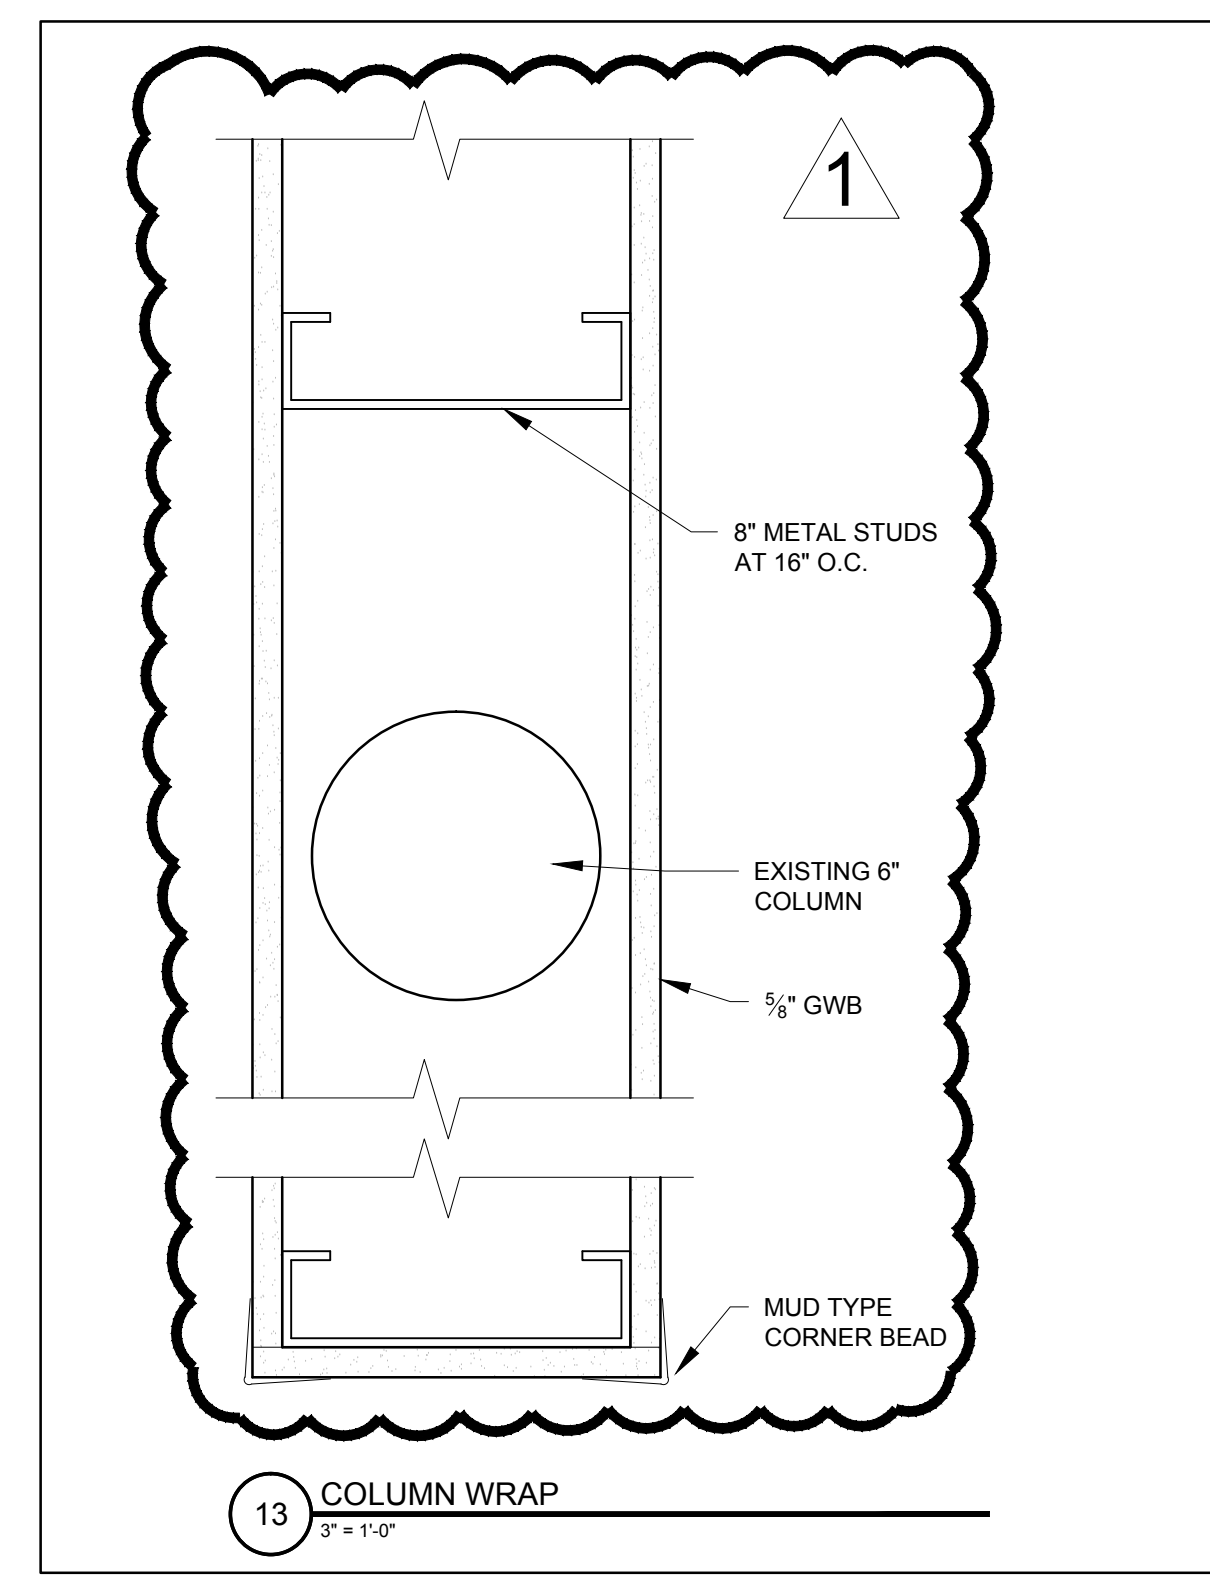 1
8" METAL STUDS
AT 16" O.C.
EXISTING 6"
COLUMN
⅝" GWB
MUD TYPE
CORNER BEAD
13
COLUMN WRAP
3" = 1'-0"